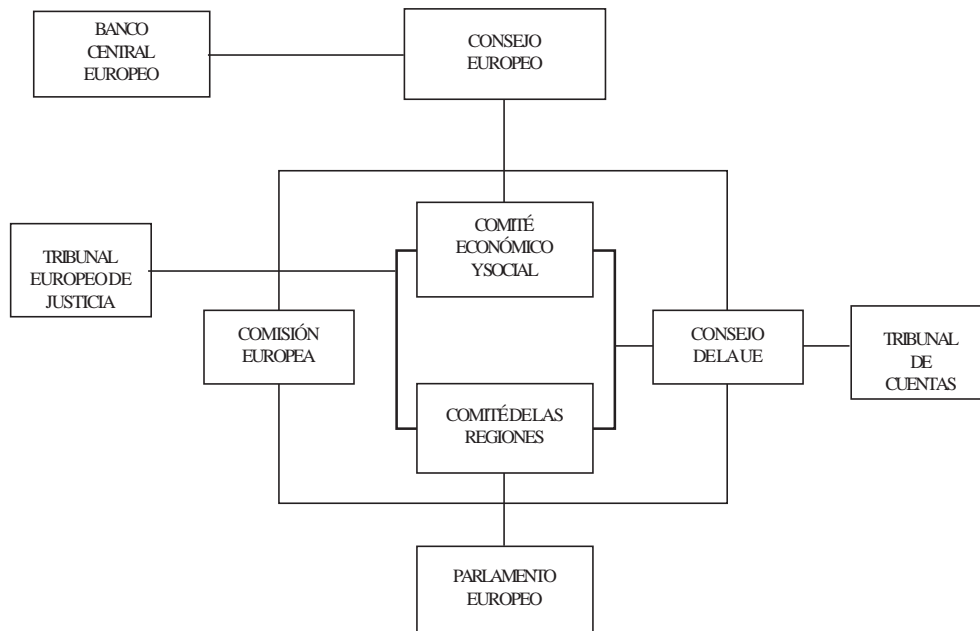 BANCO
CENTRAL
EUROPEO
CONSEJO
EUROPEO
COMITÉ
ECONÓMICO
Y SOCIAL
TRIBUNAL
EUROPEO DE
JUSTICIA
COMISIÓN
EUROPEA
CONSEJO
DE LA UE
TRIBUNAL
DE
CUENTAS
COMITÉ DE LAS
REGIONES
PARLAMENTO
EUROPEO